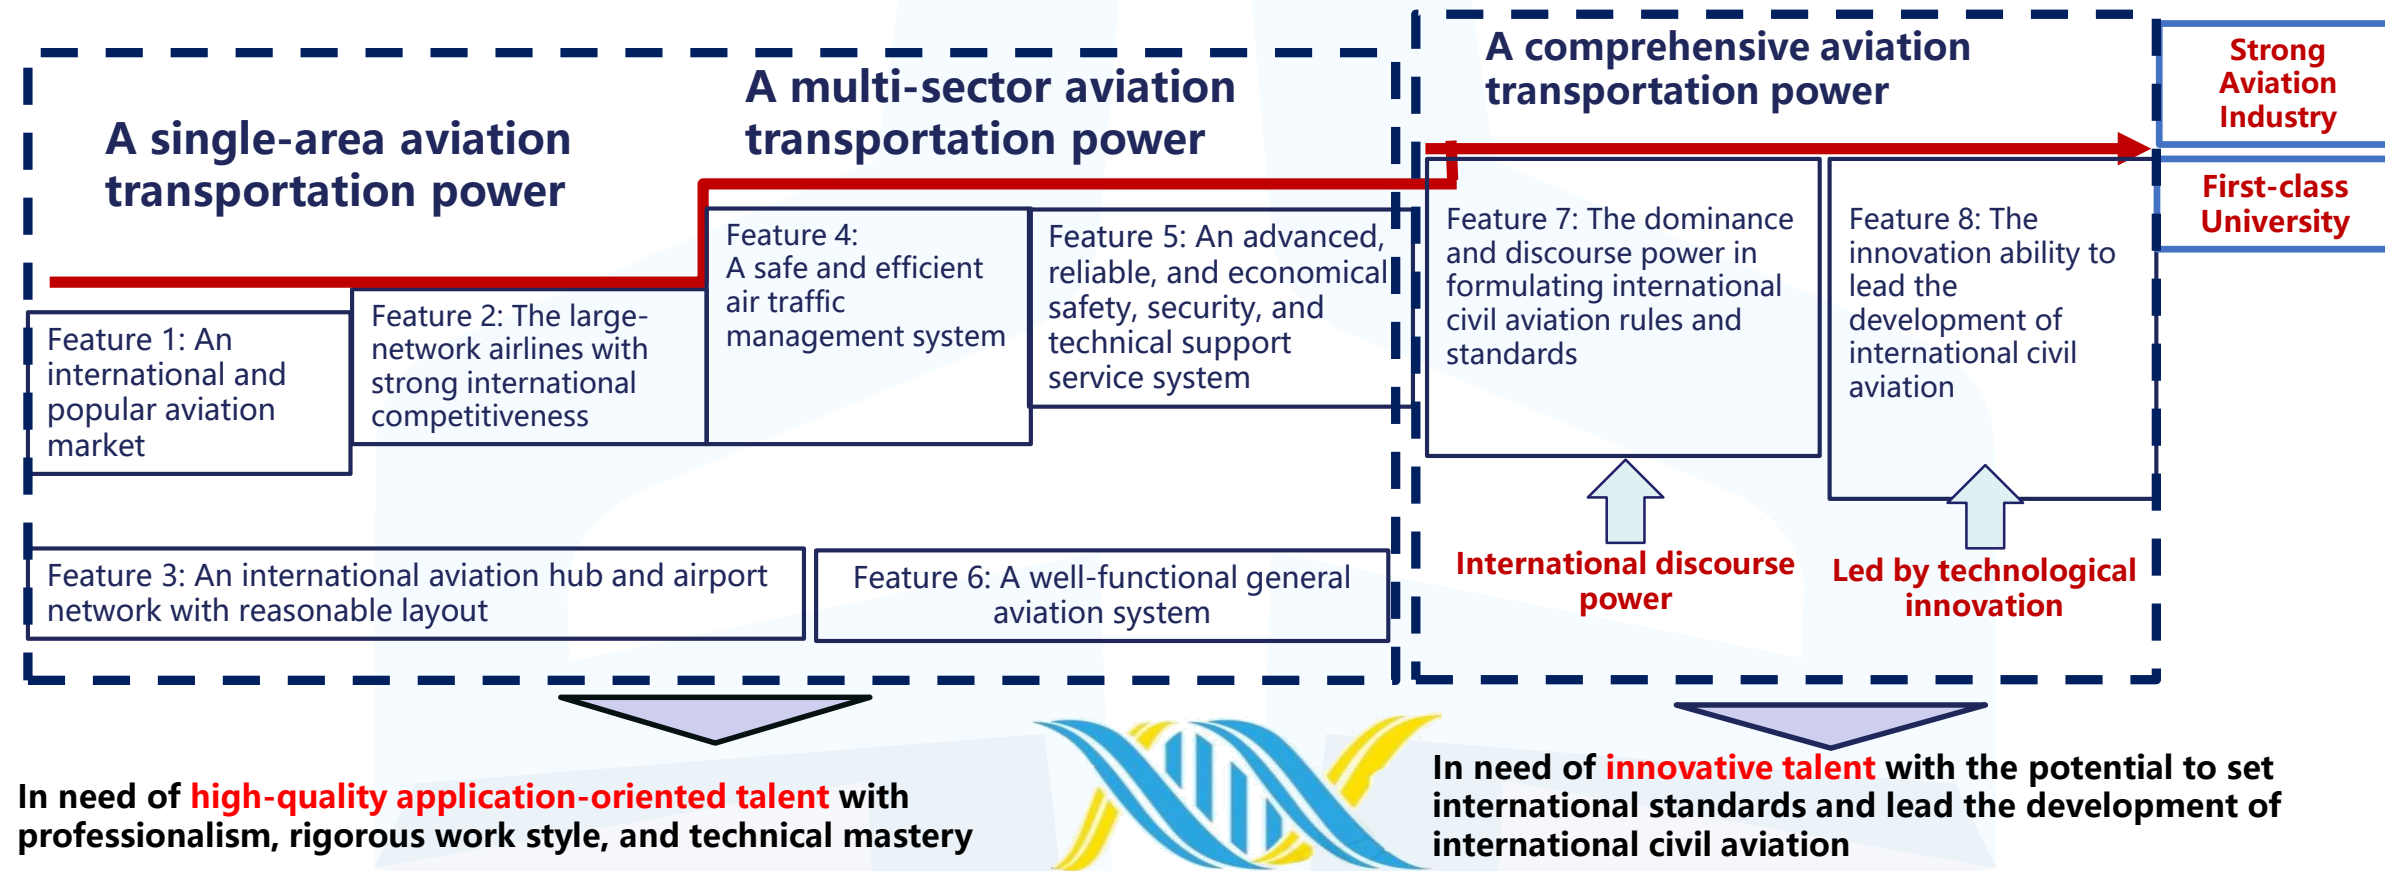 A single-area aviation
transportation power
A multi-sector aviation
transportation power
A comprehensive aviation
transportation power
Strong
Aviation
Industry
First-class
University
Feature 1: An
international and
popular aviation
market
Feature 2: The large-
network airlines with
strong international
competitiveness
Feature 4:
A safe and efficient
air traffic
management system
Feature 5: An advanced,
reliable, and economical
safety, security, and
technical support
service system
Feature 7: The dominance
and discourse power in
formulating international
civil aviation rules and
standards
Feature 8: The
innovation ability to
lead the
development of
international civil
aviation
Feature 3: An international aviation hub and airport
network with reasonable layout
Feature 6: A well-functional general
aviation system
International discourse
power
Led by technological
innovation
In need of high-quality application-oriented talent with
professionalism, rigorous work style, and technical mastery
In need of innovative talent with the potential to set
international standards and lead the development of
international civil aviation